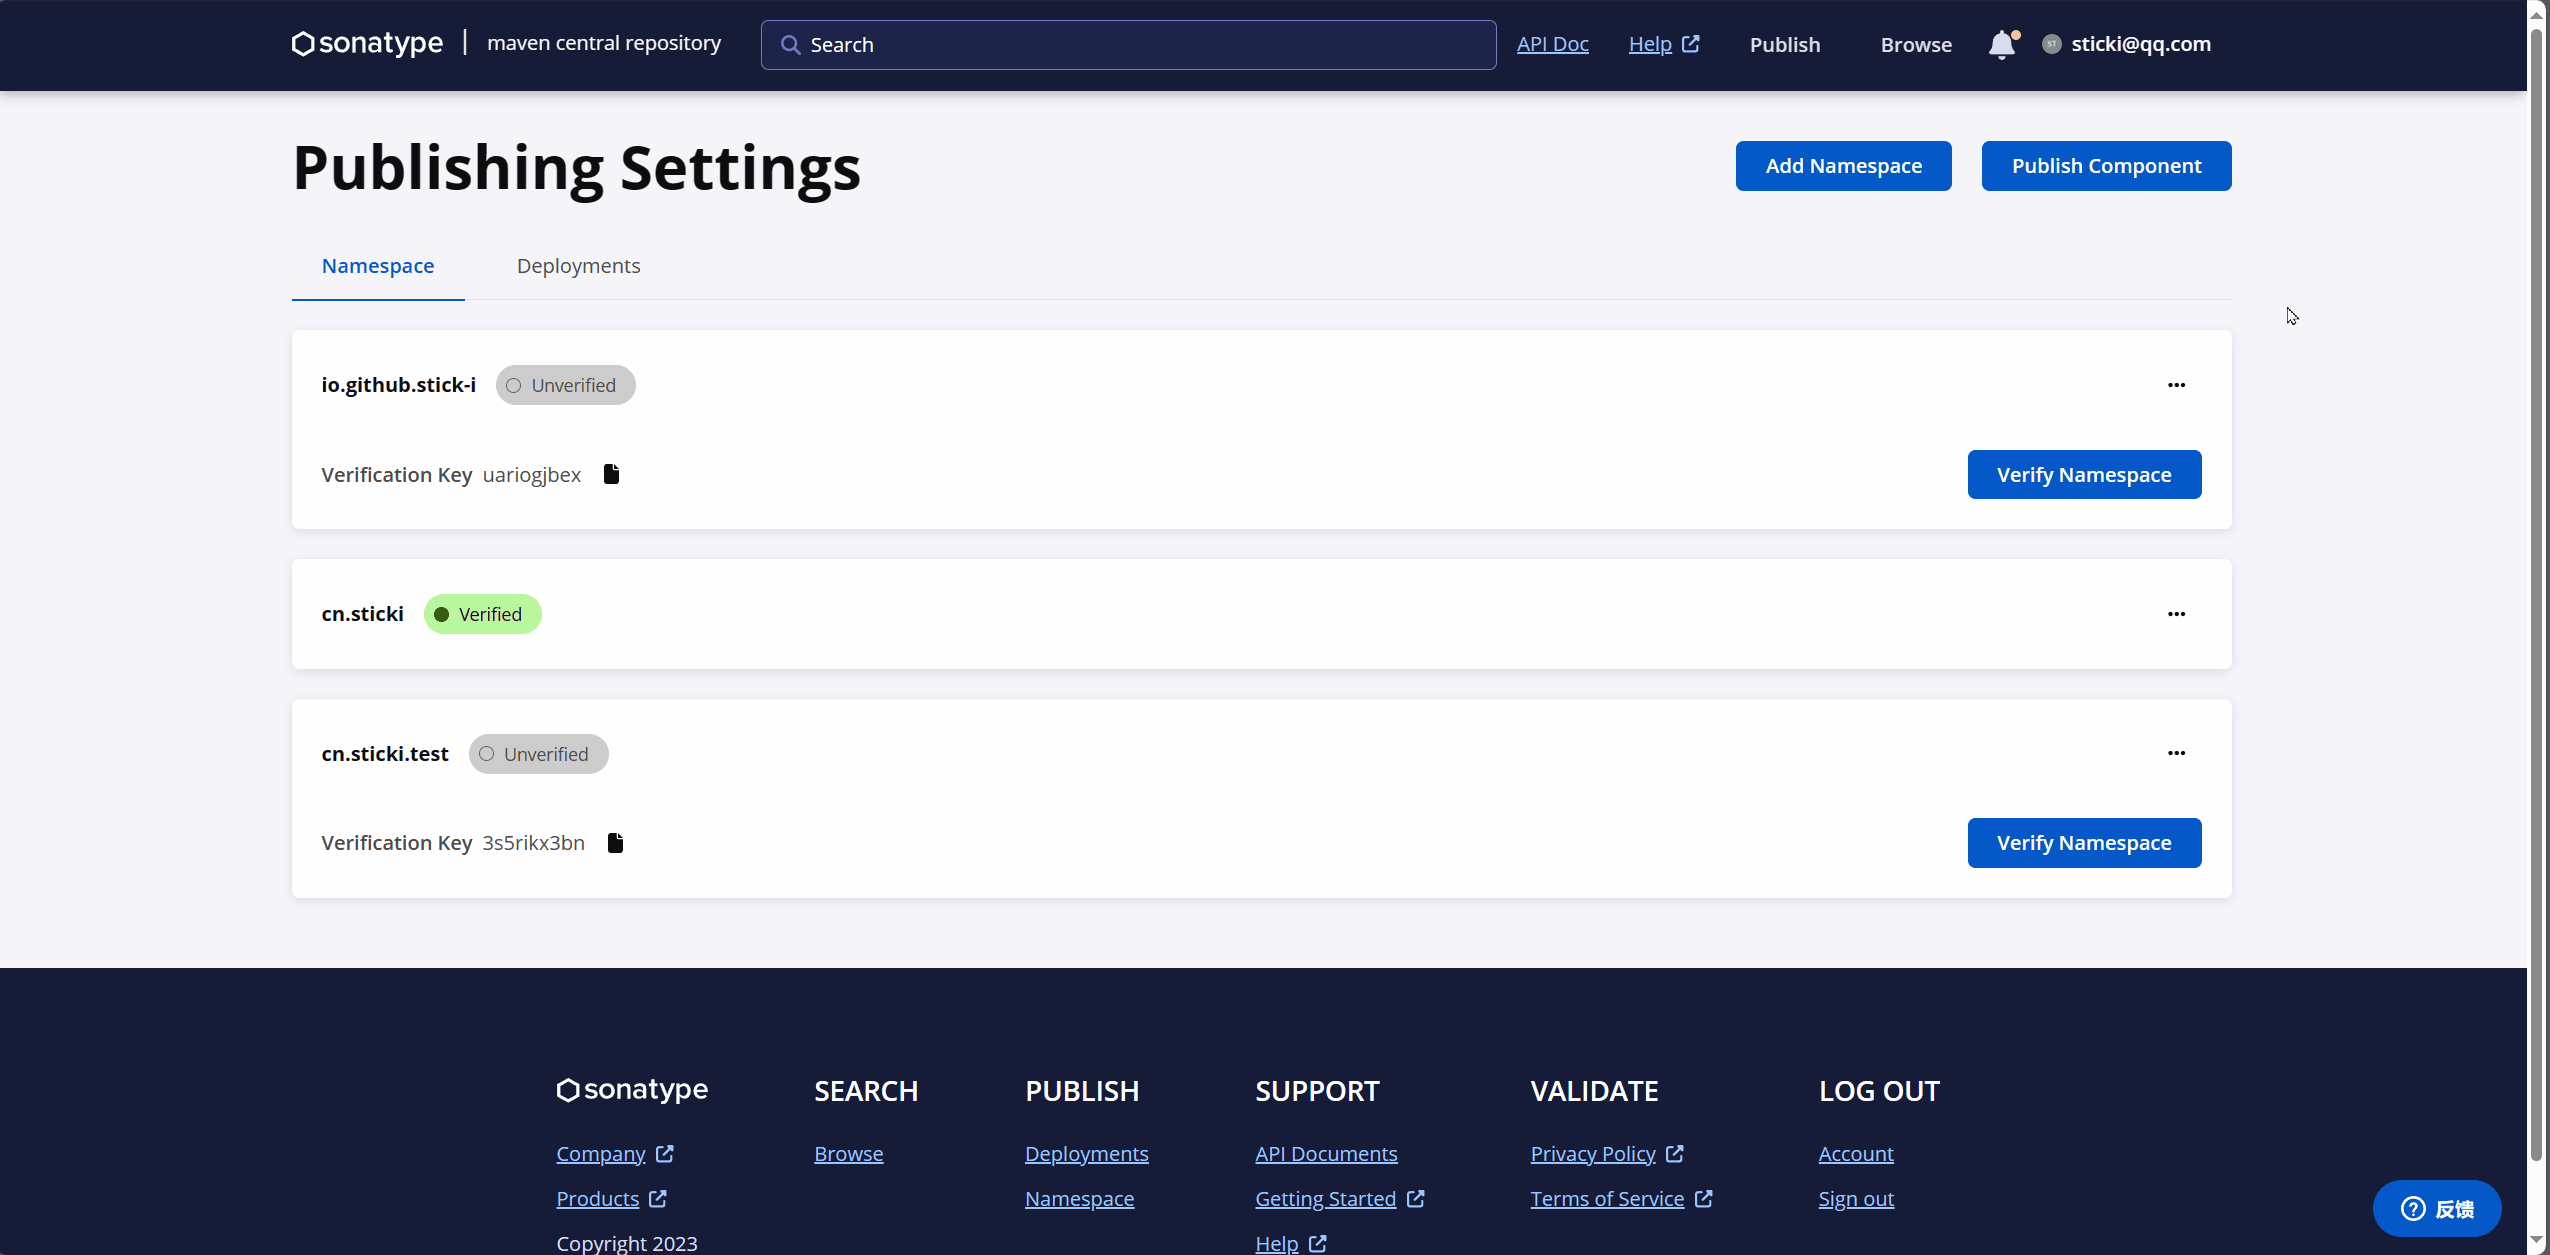 sonatype | maven central repository Search API Doc Help Publish Browse ST sticki@qq.com
Publishing Settings Add Namespace Publish Component
Namespace Deployments
io.github.stick-i Unverified
Verification Key uariogjbex Verify Namespace
cn.sticki Verified
cn.sticki.test Unverified
Verification Key 3s5rikx3bn Verify Namespace
sonatype SEARCH PUBLISH SUPPORT VALIDATE LOG OUT
Company Browse Deployments API Documents Privacy Policy Account
Products Namespace Getting Started Terms of Service Sign out
Copyright 2023 Help
反馈